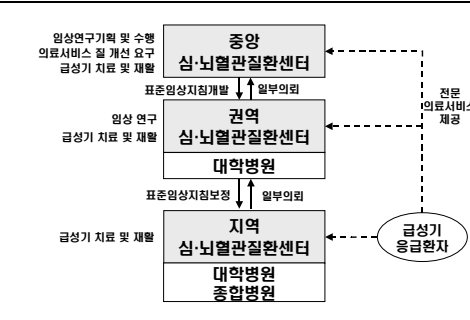 임상연구기획 및 수행
의료서비스 질 개선 요구
급성기 치료 및 재활
중앙
심·뇌혈관질환센터
표준임상지침개발
일부의뢰
전문
의료서비스
제공
임상 연구
급성기 치료 및 재활
권역
심·뇌혈관질환센터
대학병원
표준임상지침보정
일부의뢰
급성기 치료 및 재활
지역
심·뇌혈관질환센터
대학병원
종합병원
급성기
응급환자